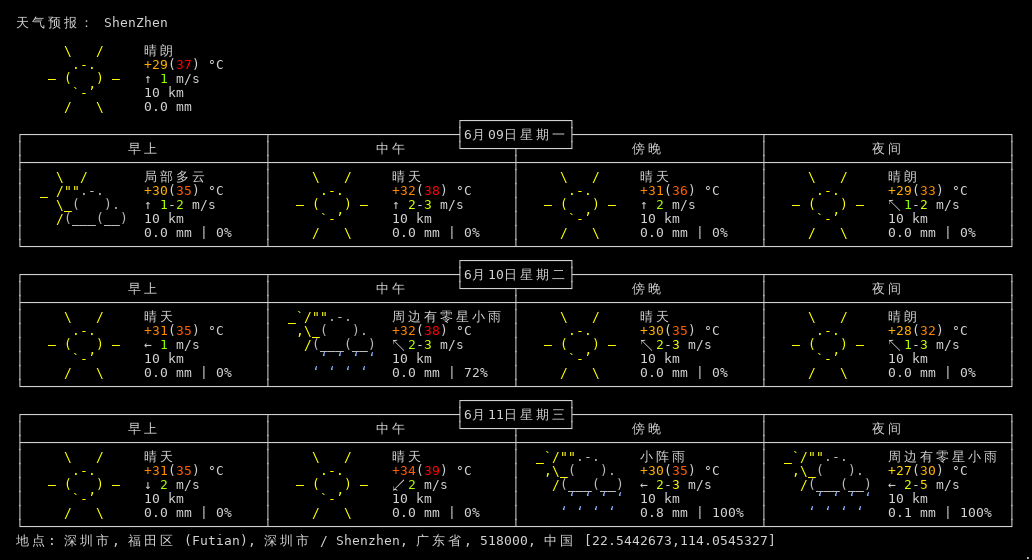 天气预报： ShenZhen
晴朗
+29(37) °C
↑ 1 m/s
10 km
0.0 mm
6月09日星期一
早上 中午 傍晚 夜间
局部多云 晴天 晴天 晴朗
+30(35) °C +32(38) °C +31(36) °C +29(33) °C
↑ 1-2 m/s ↑ 2-3 m/s ↑ 2 m/s ↖ 1-2 m/s
10 km 10 km 10 km 10 km
0.0 mm | 0% 0.0 mm | 0% 0.0 mm | 0% 0.0 mm | 0%
6月10日星期二
早上 中午 傍晚 夜间
晴天 周边有零星小雨 晴天 晴朗
+31(35) °C +32(38) °C +30(35) °C +28(32) °C
← 1 m/s ↖ 2-3 m/s ↖ 2-3 m/s ↖ 1-3 m/s
10 km 10 km 10 km 10 km
0.0 mm | 0% 0.0 mm | 72% 0.0 mm | 0% 0.0 mm | 0%
6月11日星期三
早上 中午 傍晚 夜间
晴天 晴天 小阵雨 周边有零星小雨
+31(35) °C +34(39) °C +30(35) °C +27(30) °C
↓ 2 m/s ↙ 2 m/s ← 2-3 m/s ← 2-5 m/s
10 km 10 km 10 km 10 km
0.0 mm | 0% 0.0 mm | 0% 0.8 mm | 100% 0.1 mm | 100%
地点: 深圳市, 福田区 (Futian), 深圳市 / Shenzhen, 广东省, 518000, 中国 [22.5442673,114.0545327]